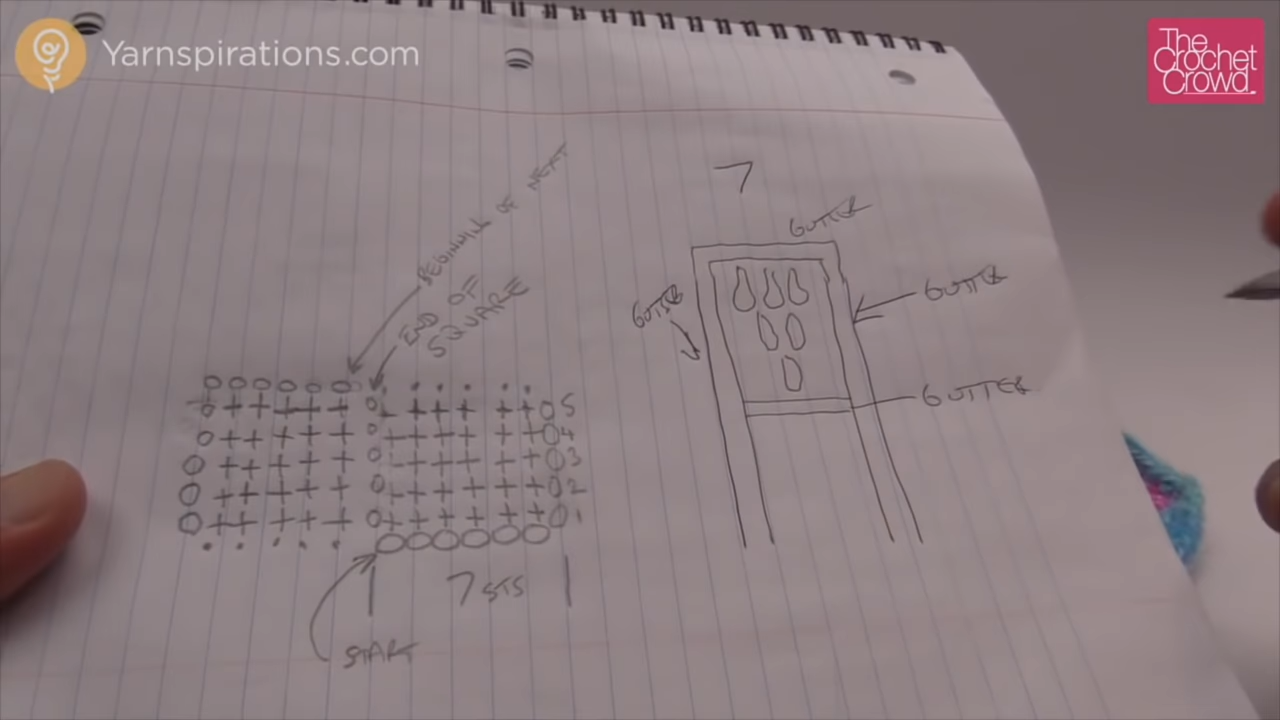 Yarnspirations.com
The
Crochet
Crowd
BEGINNING OF NEXT
END OF
SQUARE
5
4
3
2
1
7 STS
START
7
GUTTER
GUTTER
GUTTER
GUTTER